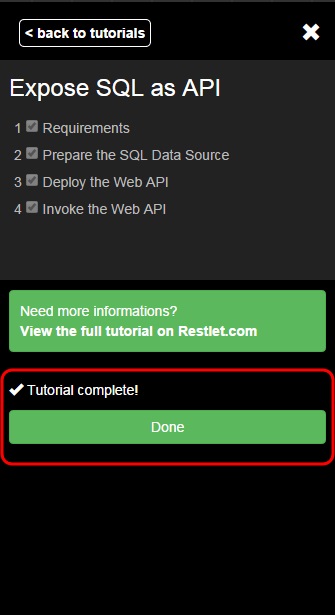 < back to tutorials
Expose SQL as API
1 Requirements
2 Prepare the SQL Data Source
3 Deploy the Web API
4 Invoke the Web API
Need more informations?
View the full tutorial on Restlet.com
Tutorial complete!
Done